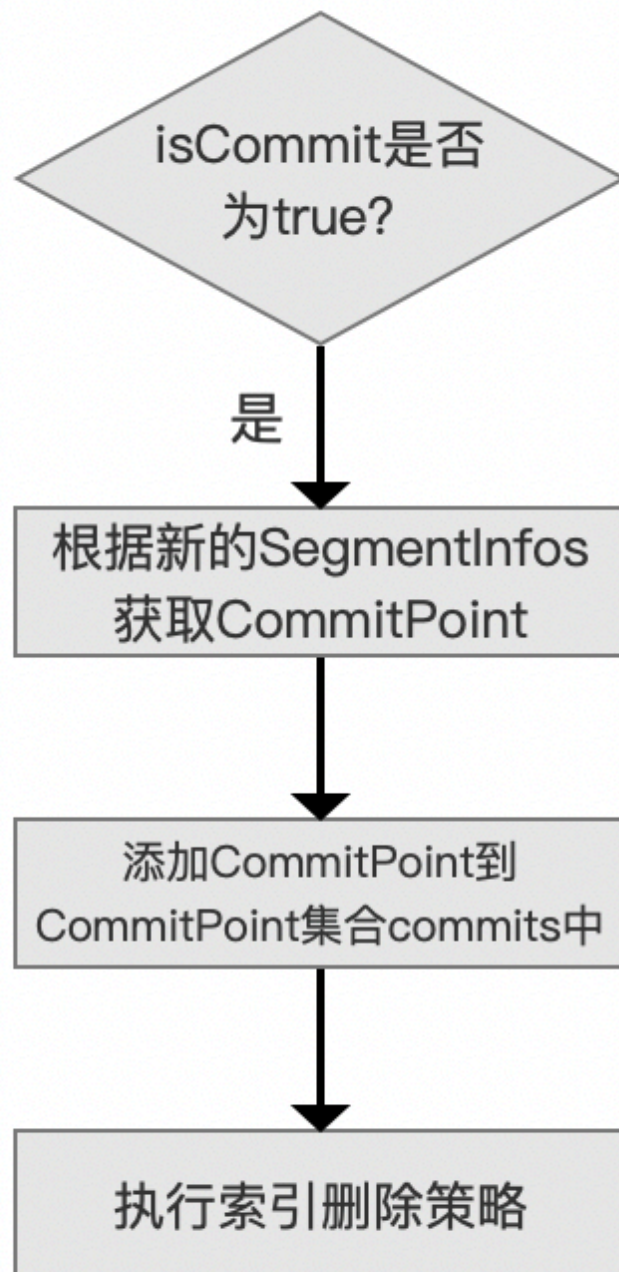 isCommit是否
为true?
是
根据新的SegmentInfos
获取CommitPoint
添加CommitPoint到
CommitPoint集合commits中
执行索引删除策略